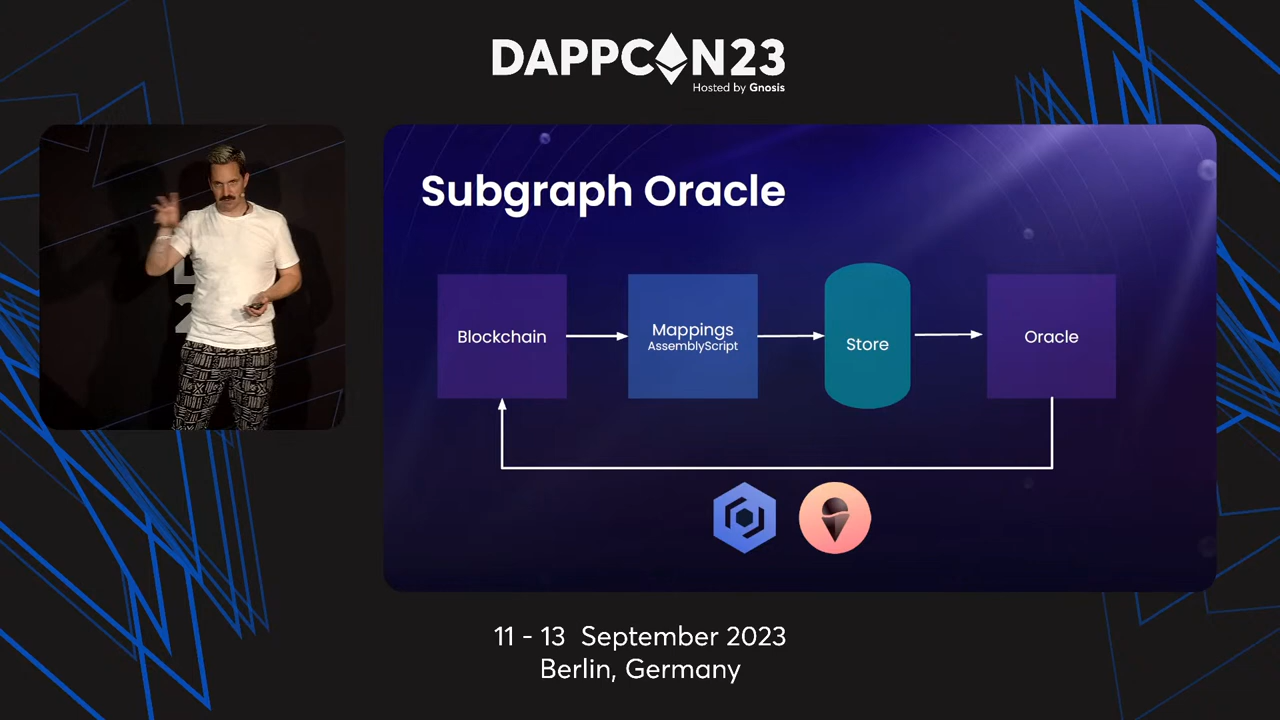 DAPPCON23
Hosted by Gnosis
Subgraph Oracle
Blockchain
Mappings
AssemblyScript
Store
Oracle
11 - 13 September 2023
Berlin, Germany